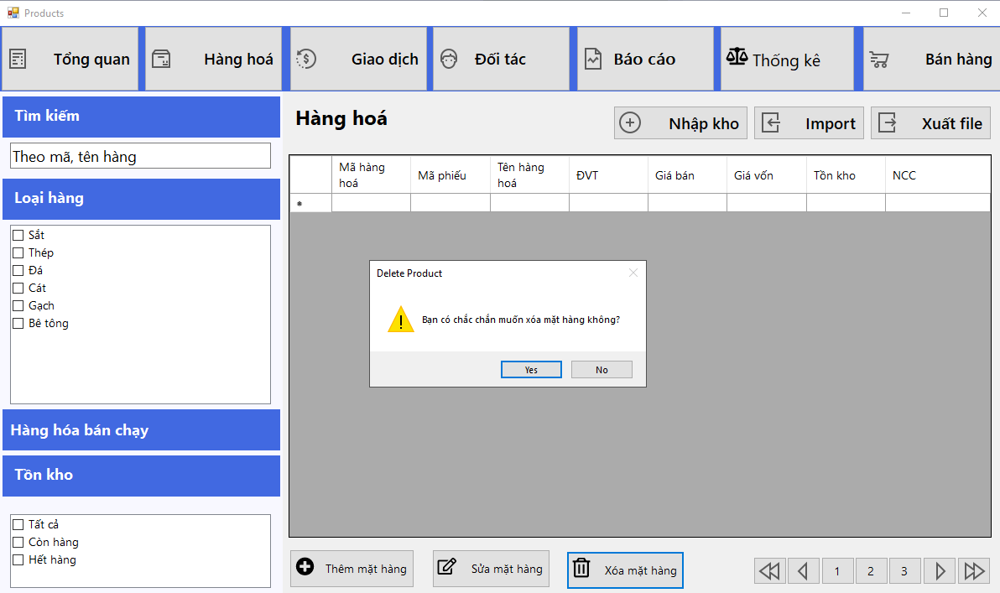 Products
Tổng quan
Hàng hoá
Giao dịch
Đối tác
Báo cáo
Thống kê
Bán hàng
Tìm kiếm
Theo mã, tên hàng
Loại hàng
Sắt
Thép
Đá
Cát
Gạch
Bê tông
Hàng hóa bán chạy
Tồn kho
Tất cả
Còn hàng
Hết hàng
Hàng hoá
Nhập kho
Import
Xuất file
Mã hàng
hoá
Mã phiếu
Tên hàng
hoá
ĐVT
Giá bán
Giá vốn
Tồn kho
NCC
*
Delete Product
Bạn có chắc chắn muốn xóa mặt hàng không?
Yes
No
Thêm mặt hàng
Sửa mặt hàng
Xóa mặt hàng
1
2
3